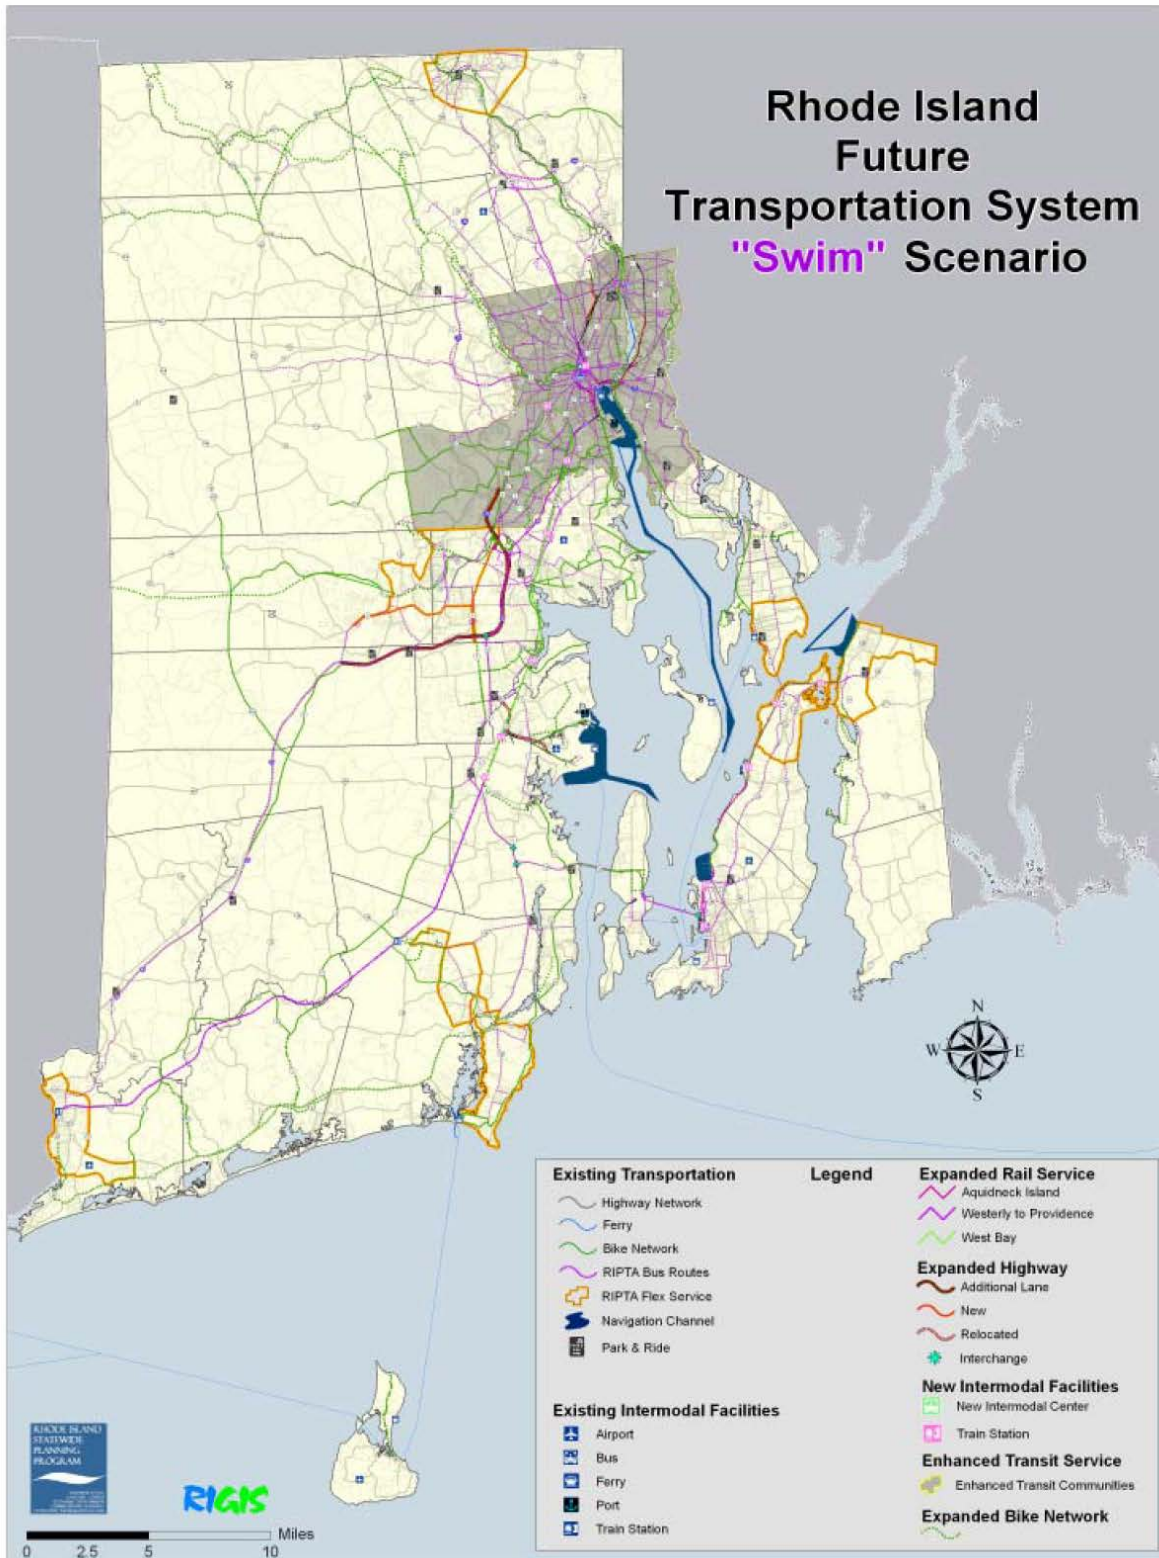 Rhode Island
Future
Transportation System
"Swim" Scenario
N
W E
S
Legend
Existing Transportation
Highway Network
Ferry
Bike Network
RIPTA Bus Routes
RIPTA Flex Service
Navigation Channel
Park & Ride
Existing Intermodal Facilities
Airport
Bus
Ferry
Port
Train Station
Expanded Rail Service
Aquidneck Island
Westerly to Providence
West Bay
Expanded Highway
Additional Lane
New
Relocated
Interchange
New Intermodal Facilities
New Intermodal Center
Train Station
Enhanced Transit Service
Enhanced Transit Communities
Expanded Bike Network
RHODE ISLAND
STATEWIDE
PLANNING
PROGRAM
RIGIS
Miles
0 2.5 5 10